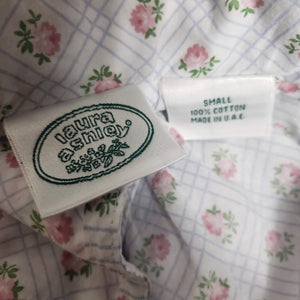 laura
ashley
SMALL
100% COTTON
MADE IN U.A.E.